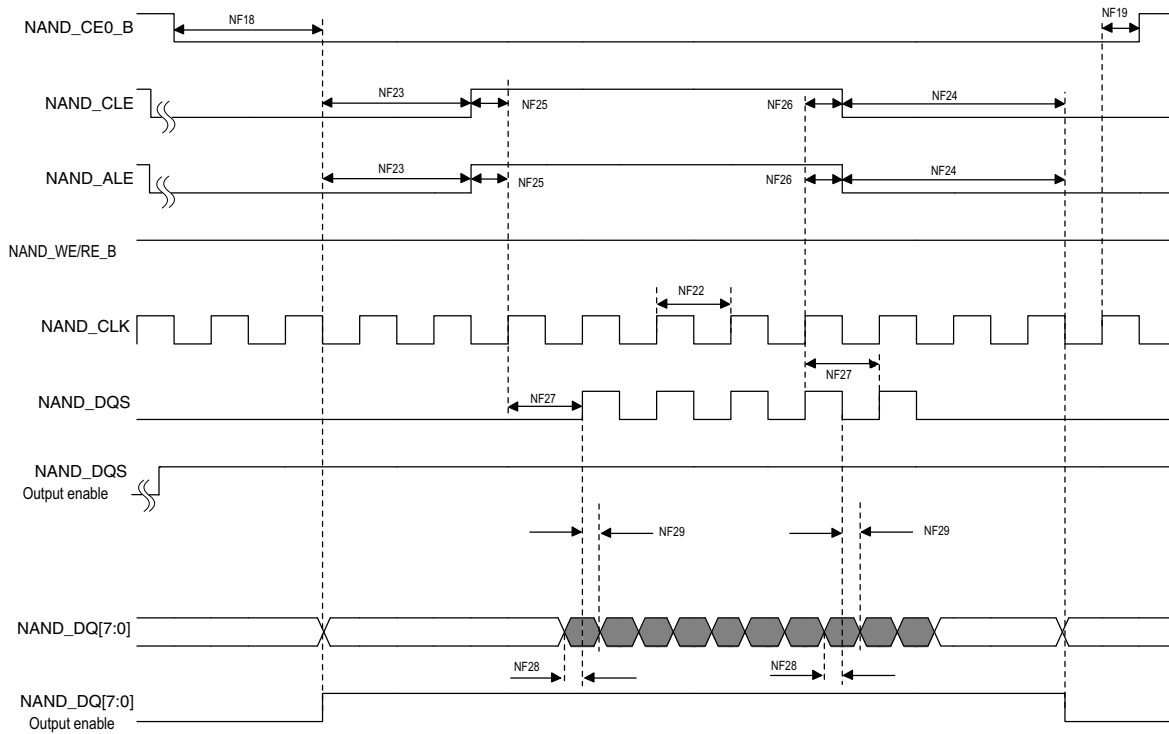 NAND_CE0_B
NF18
NF19
NAND_CLE
NF23
NF25
NF26
NF24
NAND_ALE
NF23
NF25
NF26
NF24
NAND_WE/RE_B
NF22
NAND_CLK
NF27
NAND_DQS
NF27
NAND_DQS
Output enable
NF29
NF29
NAND_DQ[7:0]
NF28
NF28
NAND_DQ[7:0]
Output enable